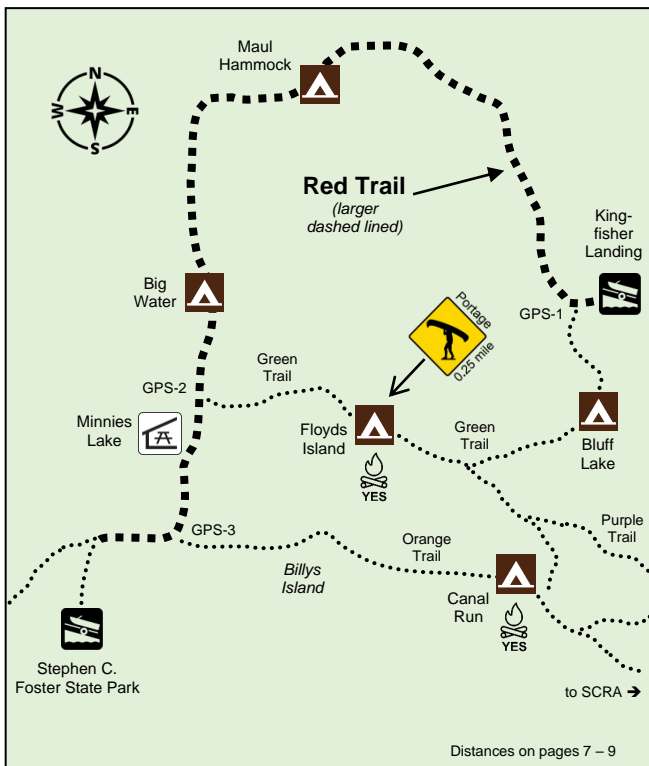 Maul
Hammock
N
W
E
S
Red Trail
(larger
dashed lined)
King-
fisher
Landing
Big
Water
GPS-1
Portage
0.25 mile
GPS-2
Green
Trail
Minnies
Lake
Floyds
Island
YES
Green
Trail
Bluff
Lake
GPS-3
Orange
Trail
Purple
Trail
Billys
Island
Canal
Run
YES
Stephen C.
Foster State Park
to SCRA ➔
Distances on pages 7 – 9